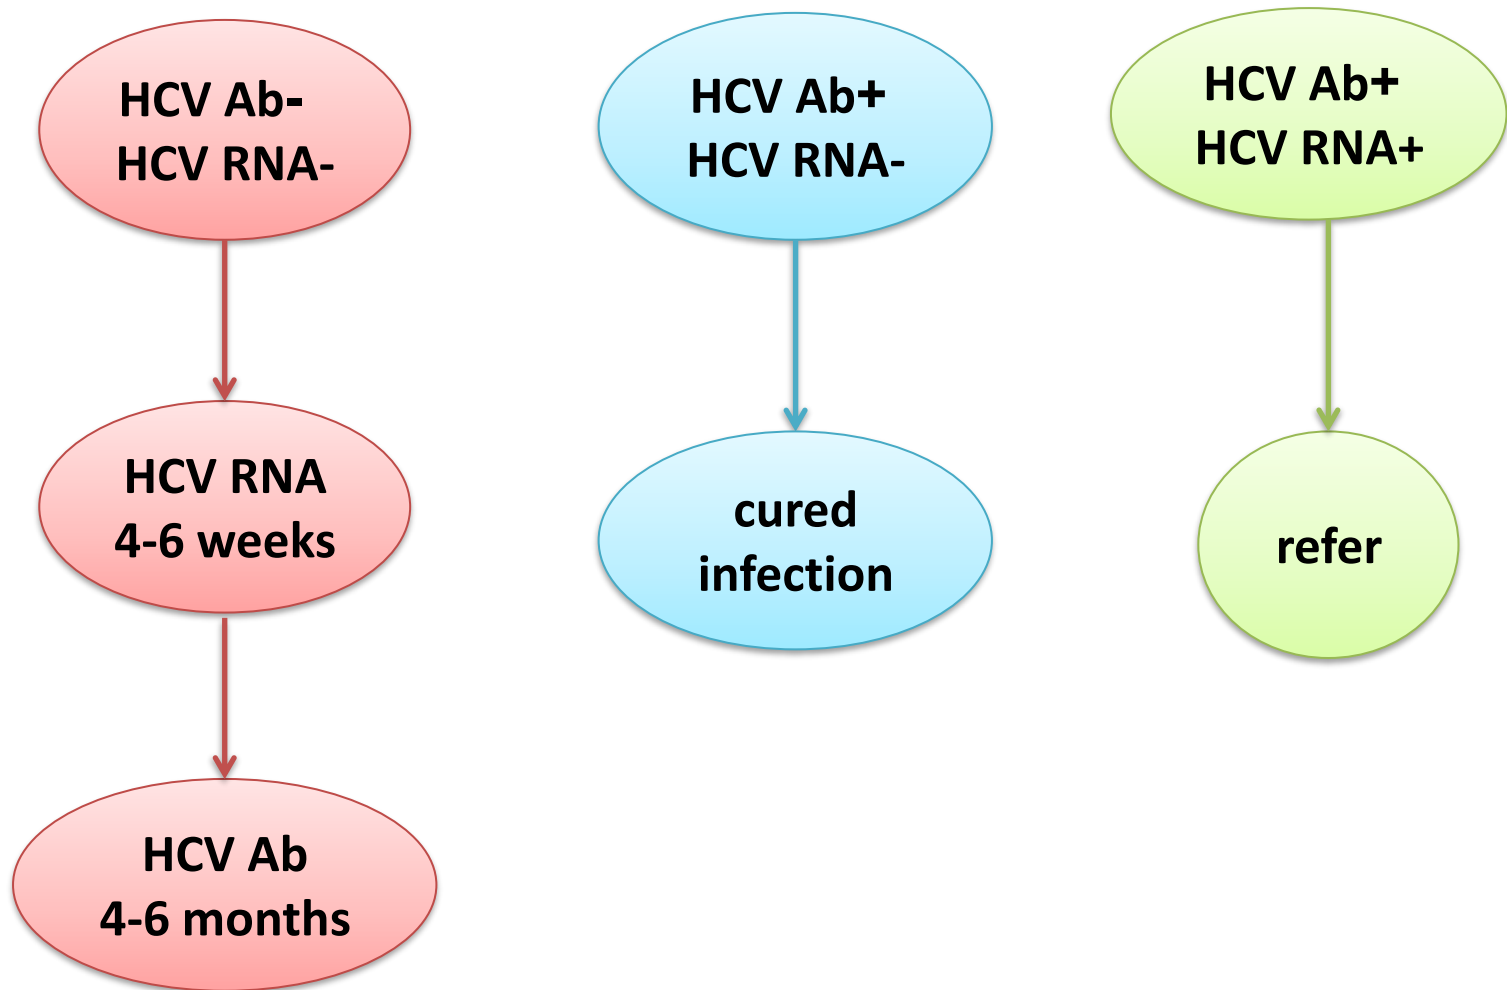 HCV Ab-
HCV RNA-
HCV RNA
4-6 weeks
HCV Ab
4-6 months
HCV Ab+
HCV RNA-
cured
infection
HCV Ab+
HCV RNA+
refer